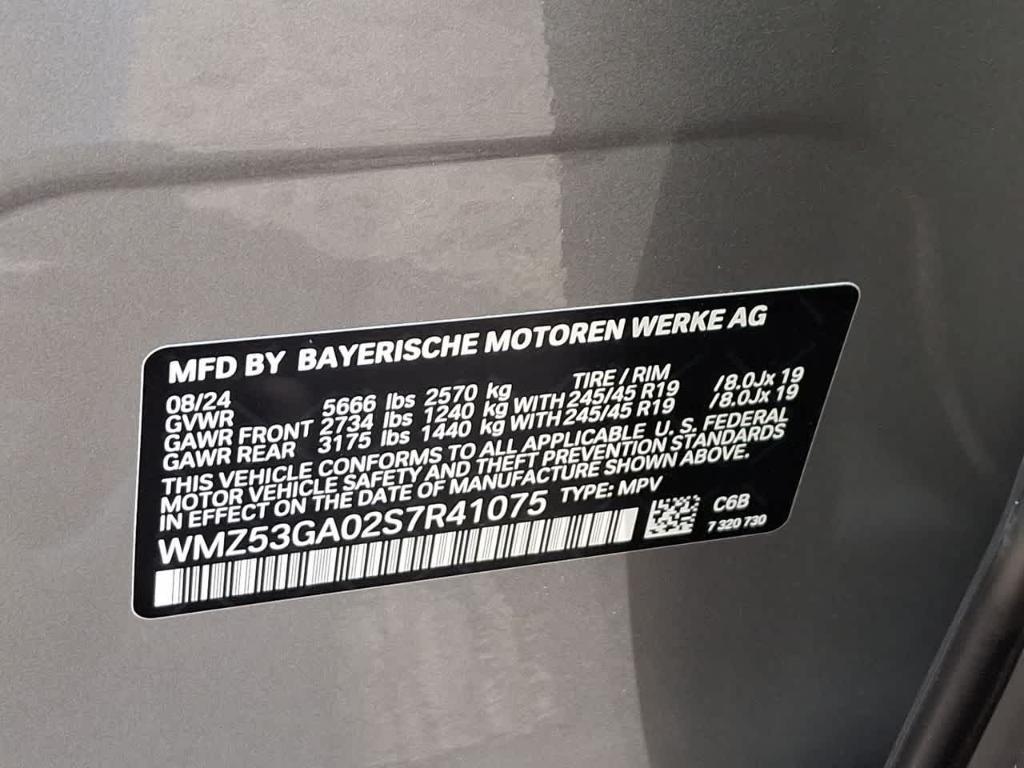 MFD BY BAYERISCHE MOTOREN WERKE AG
08/24 TIRE / RIM
GVWR 5666 lbs 2570 kg
GAWR FRONT 2734 lbs 1240 kg WITH 245/45 R19 /8.0Jx 19
GAWR REAR 3175 lbs 1440 kg WITH 245/45 R19 /8.0Jx 19
THIS VEHICLE CONFORMS TO ALL APPLICABLE U. S. FEDERAL
MOTOR VEHICLE SAFETY AND THEFT PREVENTION STANDARDS
IN EFFECT ON THE DATE OF MANUFACTURE SHOWN ABOVE.
WMZ53GA02S7R41075 TYPE: MPV
C6B
7 320 730